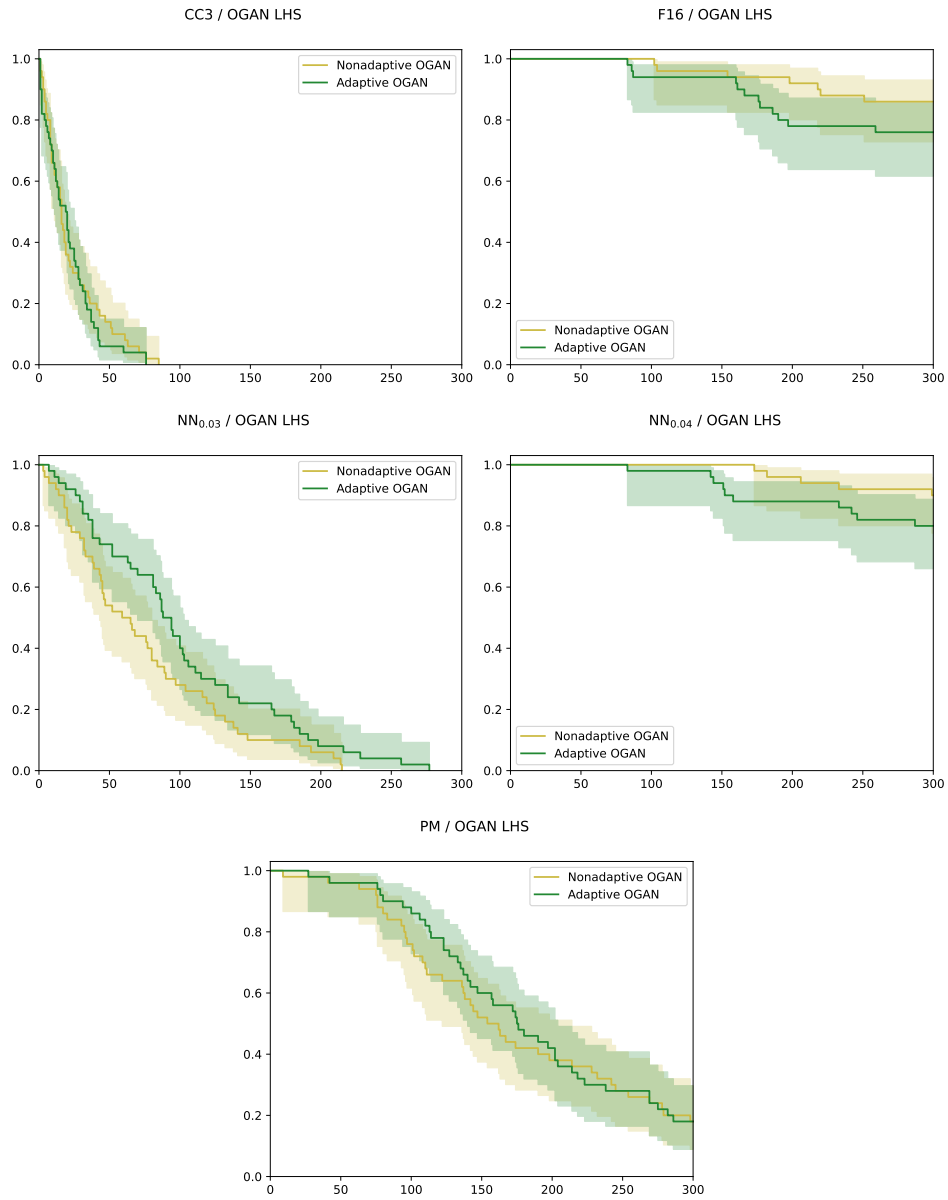 CC3 / OGAN LHS
1.0
0.8
0.6
0.4
0.2
0.0
0 50 100 150 200 250 300
Nonadaptive OGAN
Adaptive OGAN
F16 / OGAN LHS
1.0
0.8
0.6
0.4
0.2
0.0
0 50 100 150 200 250 300
Nonadaptive OGAN
Adaptive OGAN
NN0.03 / OGAN LHS
1.0
0.8
0.6
0.4
0.2
0.0
0 50 100 150 200 250 300
Nonadaptive OGAN
Adaptive OGAN
NN0.04 / OGAN LHS
1.0
0.8
0.6
0.4
0.2
0.0
0 50 100 150 200 250 300
Nonadaptive OGAN
Adaptive OGAN
PM / OGAN LHS
1.0
0.8
0.6
0.4
0.2
0.0
0 50 100 150 200 250 300
Nonadaptive OGAN
Adaptive OGAN